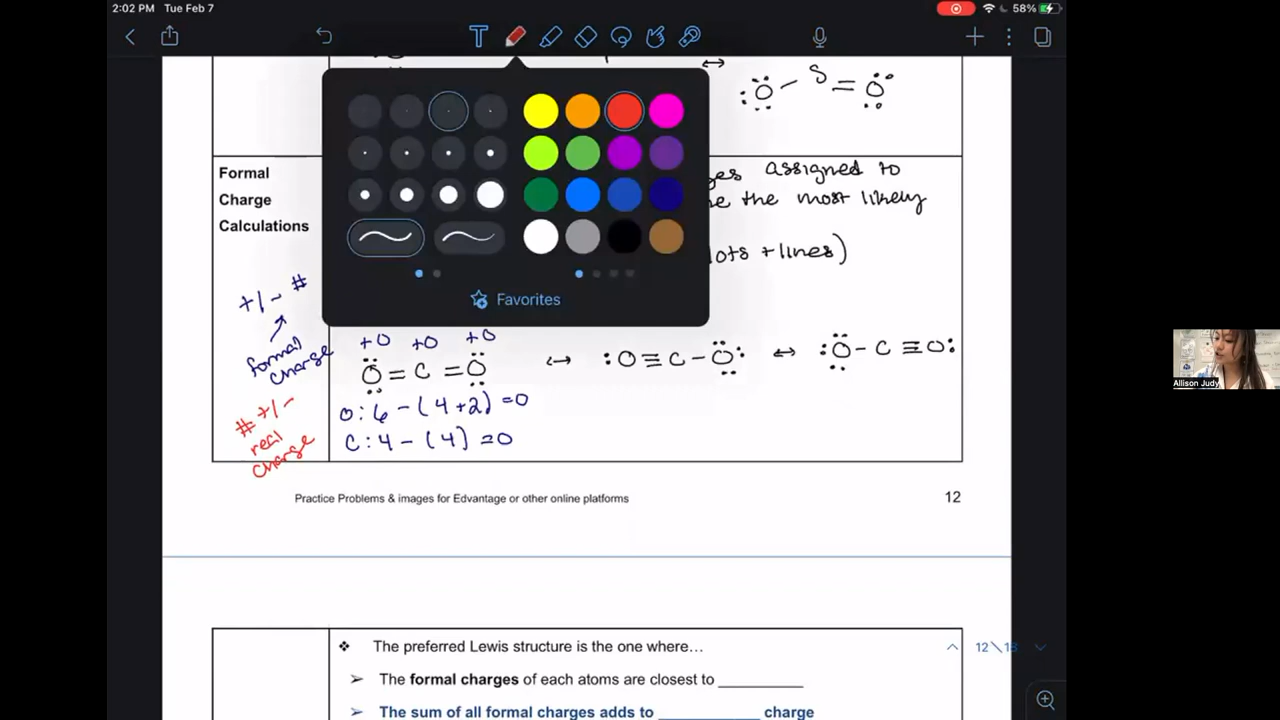 2:02 PM Tue Feb 7
58%
T
↔
:Ö – S = Ö
Formal
Charge
Calculations
assigned to
the most likely
dots + lines)
+/- #
formal
charge
# +/-
real
charge
+0 +0 +0
Ö = C = Ö ↔ :O≡C–Ö: ↔ :Ö–C≡O:
O: 6 – (4+2) = 0
C: 4 – (4) = 0
Practice Problems & images for Edvantage or other online platforms
12
Favorites
❖ The preferred Lewis structure is the one where…
➢ The formal charges of each atoms are closest to __________
➢ The sum of all formal charges adds to ____________ charge
Allison Judy